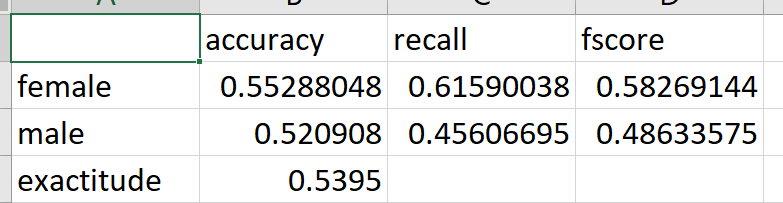 accuracy recall fscore
female 0.55288048 0.61590038 0.58269144
male 0.520908 0.45606695 0.48633575
exactitude 0.5395